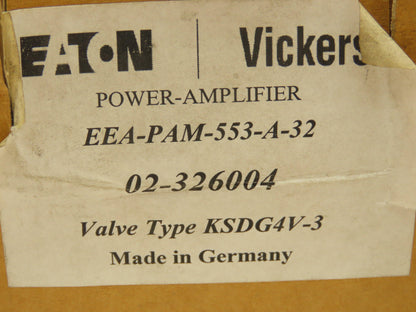 EATON | Vickers
POWER-AMPLIFIER
EEA-PAM-553-A-32
02-326004
Valve Type KSDG4V-3
Made in Germany